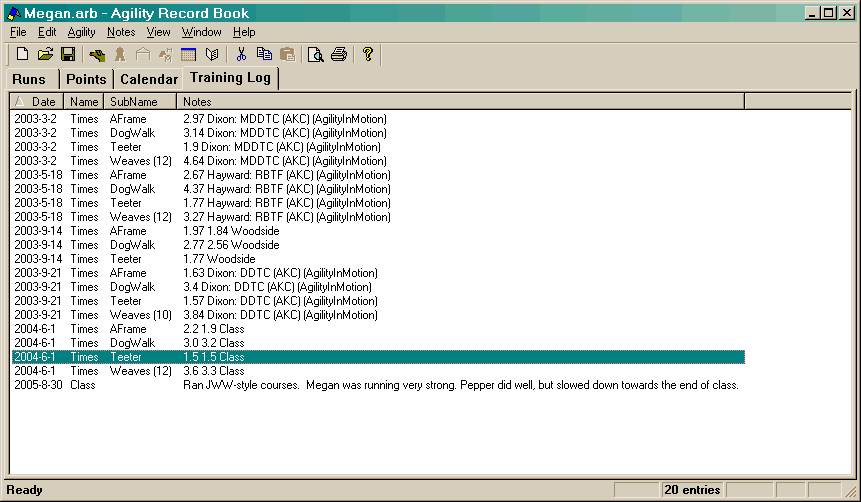 Megan.arb - Agility Record Book
File Edit Agility Notes View Window Help
Runs Points Calendar Training Log
Date Name SubName Notes
2003-3-2 Times AFrame 2.97 Dixon: MDDTC (AKC) (AgilityInMotion)
2003-3-2 Times DogWalk 3.14 Dixon: MDDTC (AKC) (AgilityInMotion)
2003-3-2 Times Teeter 1.9 Dixon: MDDTC (AKC) (AgilityInMotion)
2003-3-2 Times Weaves (12) 4.64 Dixon: MDDTC (AKC) (AgilityInMotion)
2003-5-18 Times AFrame 2.67 Hayward: RBTF (AKC) (AgilityInMotion)
2003-5-18 Times DogWalk 4.37 Hayward: RBTF (AKC) (AgilityInMotion)
2003-5-18 Times Teeter 1.77 Hayward: RBTF (AKC) (AgilityInMotion)
2003-5-18 Times Weaves (12) 3.27 Hayward: RBTF (AKC) (AgilityInMotion)
2003-9-14 Times AFrame 1.97 1.84 Woodside
2003-9-14 Times DogWalk 2.77 2.56 Woodside
2003-9-14 Times Teeter 1.77 Woodside
2003-9-21 Times AFrame 1.63 Dixon: DDTC (AKC) (AgilityInMotion)
2003-9-21 Times DogWalk 3.4 Dixon: DDTC (AKC) (AgilityInMotion)
2003-9-21 Times Teeter 1.57 Dixon: DDTC (AKC) (AgilityInMotion)
2003-9-21 Times Weaves (10) 3.84 Dixon: DDTC (AKC) (AgilityInMotion)
2004-6-1 Times AFrame 2.2 1.9 Class
2004-6-1 Times DogWalk 3.0 3.2 Class
2004-6-1 Times Teeter 1.5 1.5 Class
2004-6-1 Times Weaves (12) 3.6 3.3 Class
2005-8-30 Class Ran JWW-style courses.  Megan was running very strong. Pepper did well, but slowed down towards the end of class.
Ready 20 entries